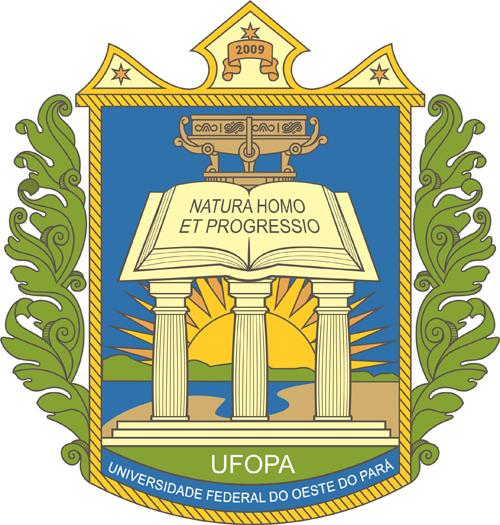 2009
NATURA HOMO
ET PROGRESSIO
UFOPA
UNIVERSIDADE FEDERAL DO OESTE DO PARÁ